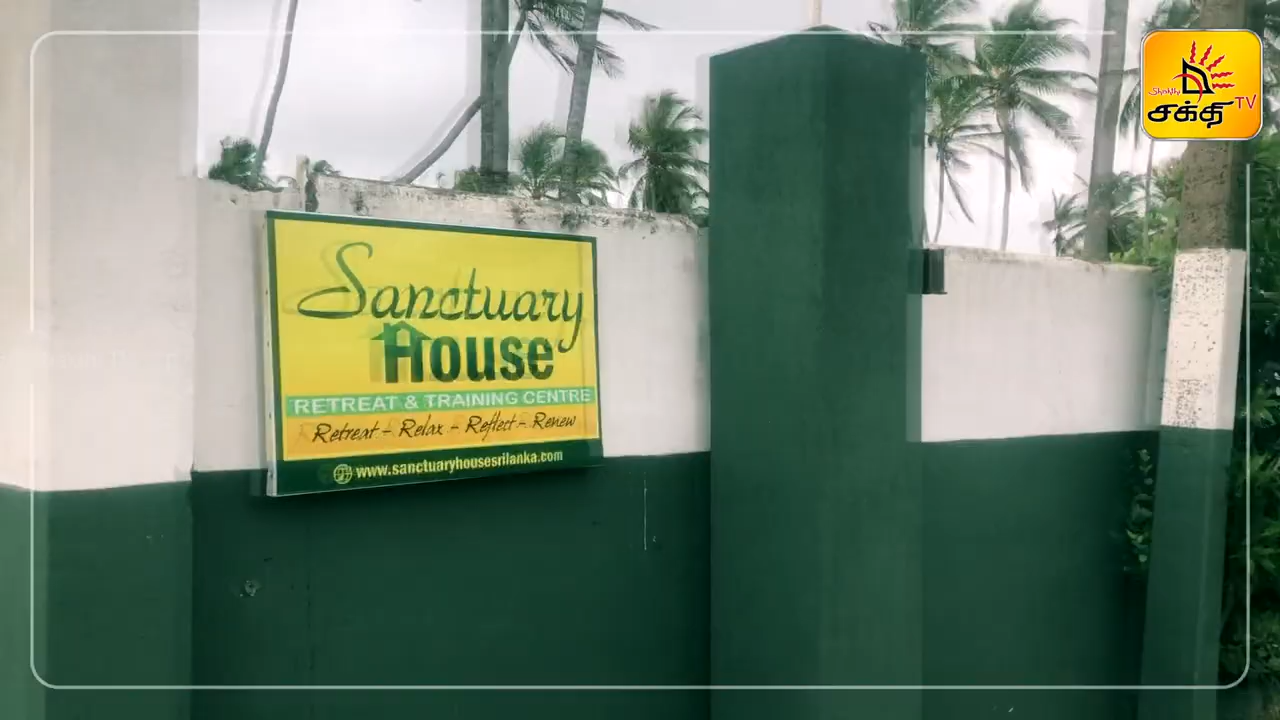 Sanctuary
House
RETREAT & TRAINING CENTRE
Retreat - Relax - Reflect - Renew
www.sanctuaryhousesrilanka.com
Shakthi
சக்தி TV